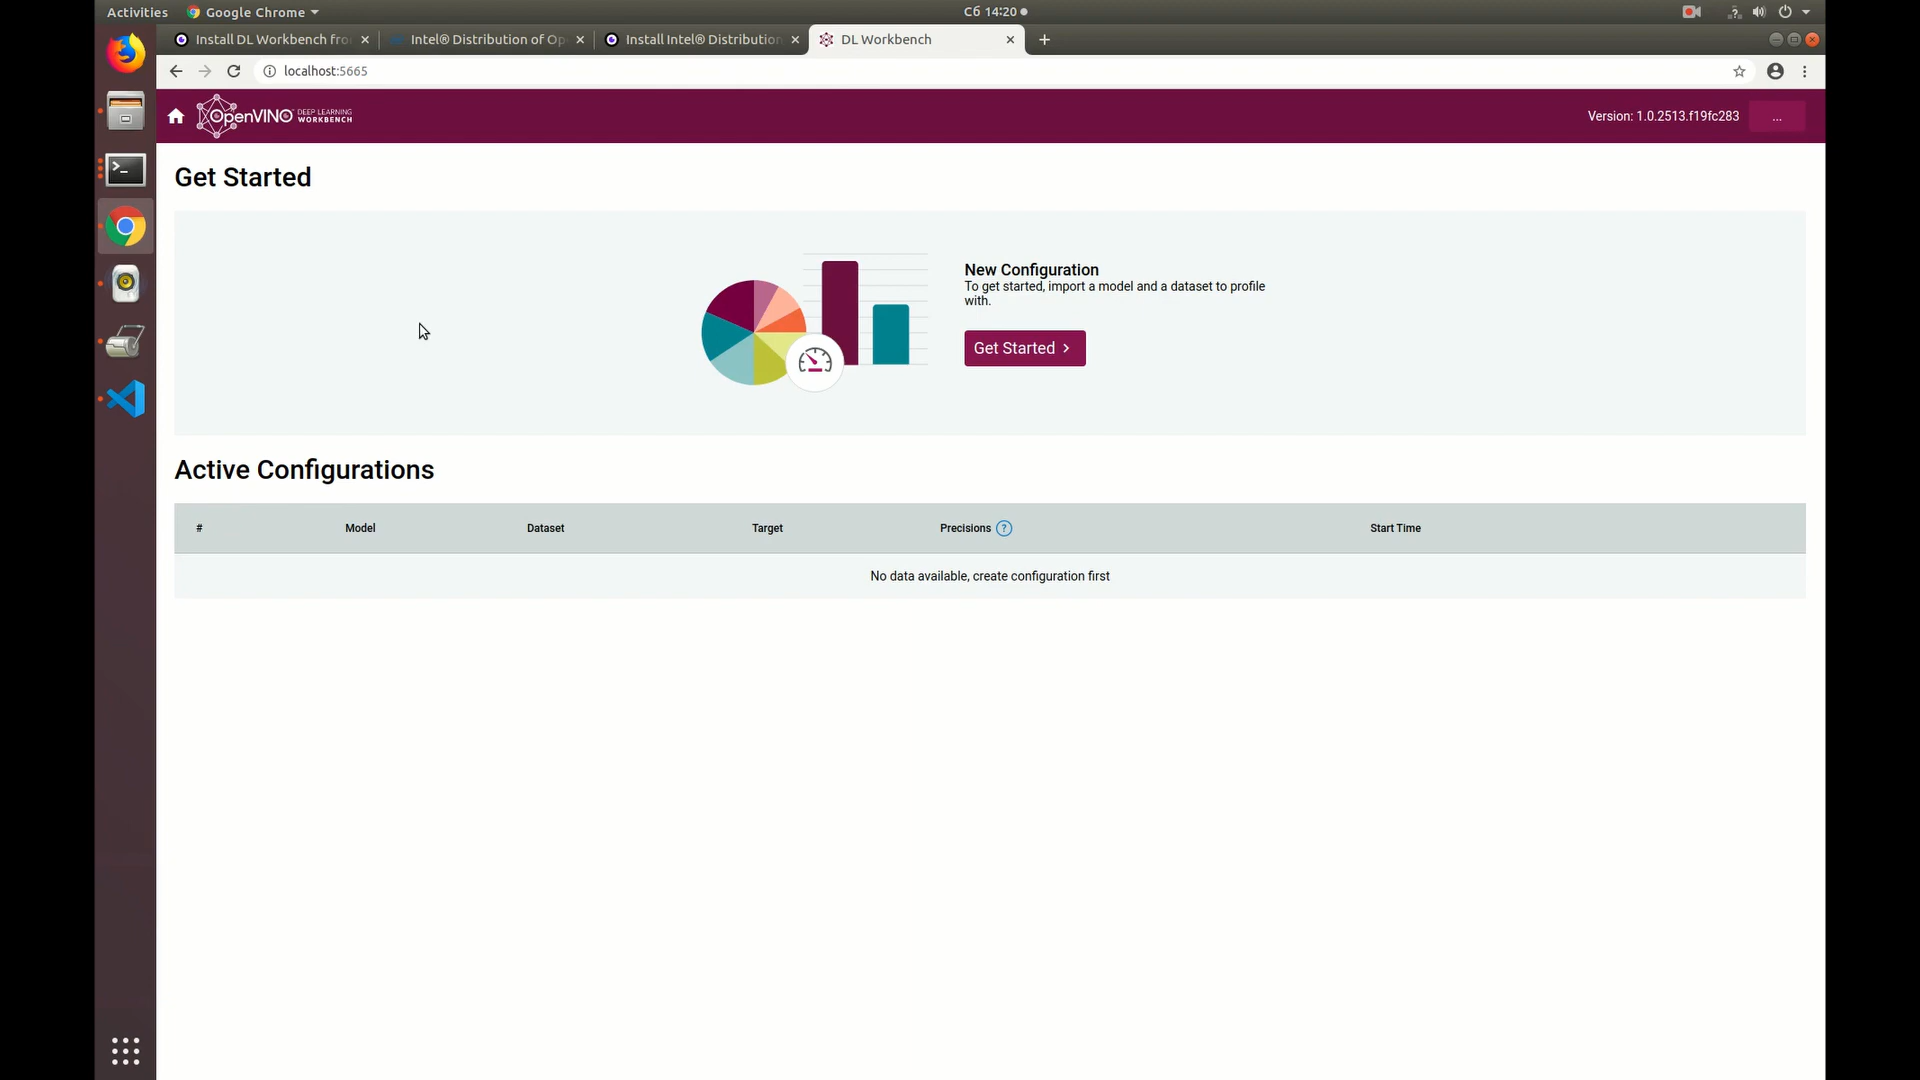 Activities
Google Chrome
Сб 14:20
Install DL Workbench fro
Intel® Distribution of Op
Install Intel® Distribution
DL Workbench
localhost:5665
OpenVINO DEEP LEARNING WORKBENCH
Version: 1.0.2513.f19fc283
...
Get Started
New Configuration
To get started, import a model and a dataset to profile
with.
Get Started >
Active Configurations
# Model Dataset Target Precisions ? Start Time
No data available, create configuration first